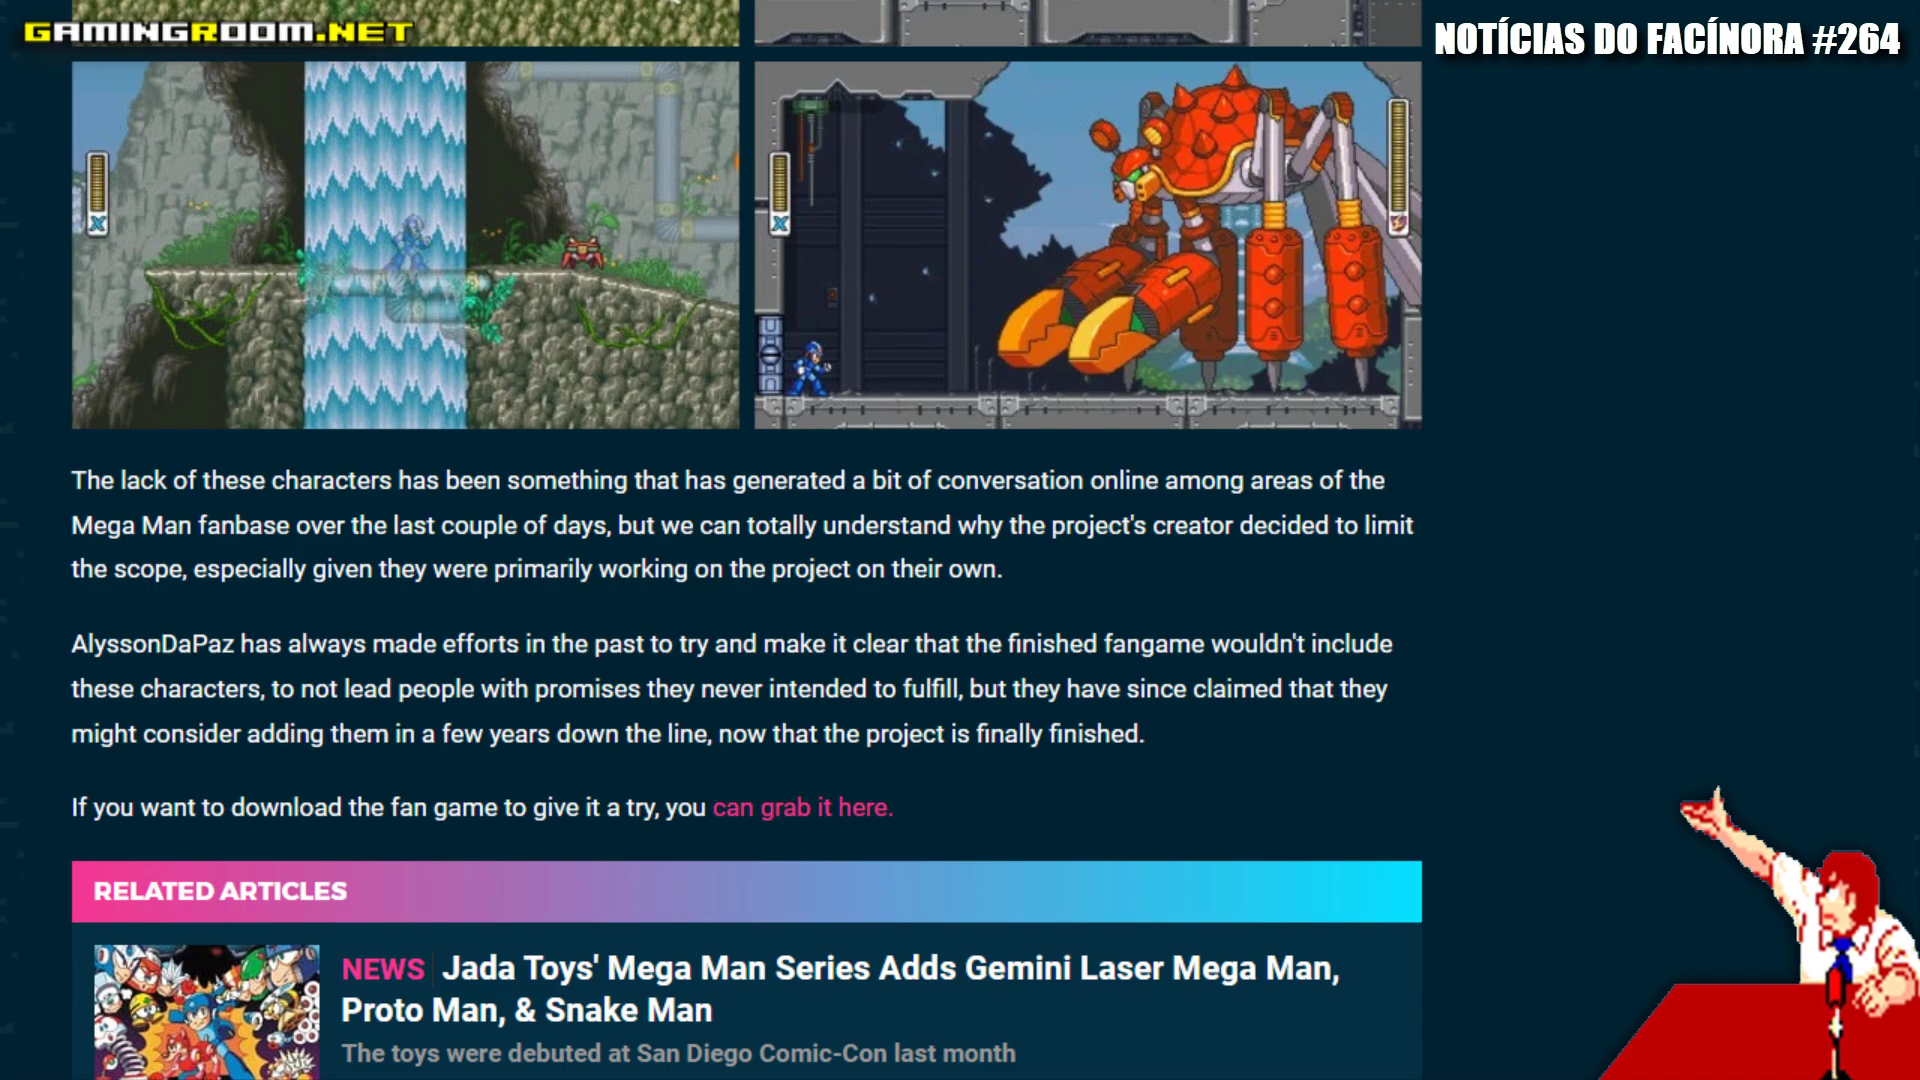 GAMINGROOM.NET
NOTÍCIAS DO FACÍNORA #264
X
X
The lack of these characters has been something that has generated a bit of conversation online among areas of the
Mega Man fanbase over the last couple of days, but we can totally understand why the project's creator decided to limit
the scope, especially given they were primarily working on the project on their own.
AlyssonDaPaz has always made efforts in the past to try and make it clear that the finished fangame wouldn't include
these characters, to not lead people with promises they never intended to fulfill, but they have since claimed that they
might consider adding them in a few years down the line, now that the project is finally finished.
If you want to download the fan game to give it a try, you can grab it here.
RELATED ARTICLES
NEWS Jada Toys' Mega Man Series Adds Gemini Laser Mega Man,
Proto Man, & Snake Man
The toys were debuted at San Diego Comic-Con last month